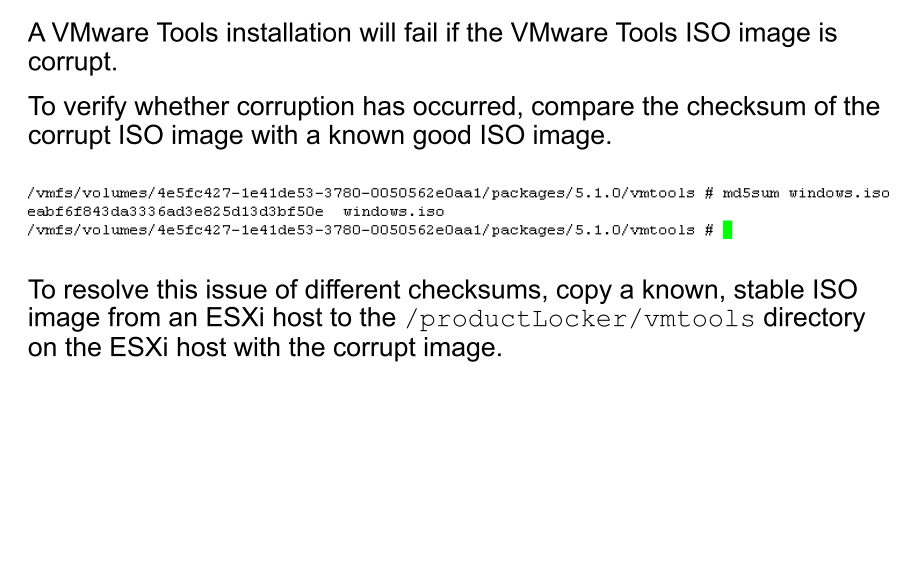 A VMware Tools installation will fail if the VMware Tools ISO image is
corrupt.
To verify whether corruption has occurred, compare the checksum of the
corrupt ISO image with a known good ISO image.
/vmfs/volumes/4e5fc427-1e41de53-3780-0050562e0aa1/packages/5.1.0/vmtools # md5sum windows.iso
eabf6f843da3336ad3e825d13d3bf50e  windows.iso
/vmfs/volumes/4e5fc427-1e41de53-3780-0050562e0aa1/packages/5.1.0/vmtools #
To resolve this issue of different checksums, copy a known, stable ISO
image from an ESXi host to the /productLocker/vmtools directory
on the ESXi host with the corrupt image.